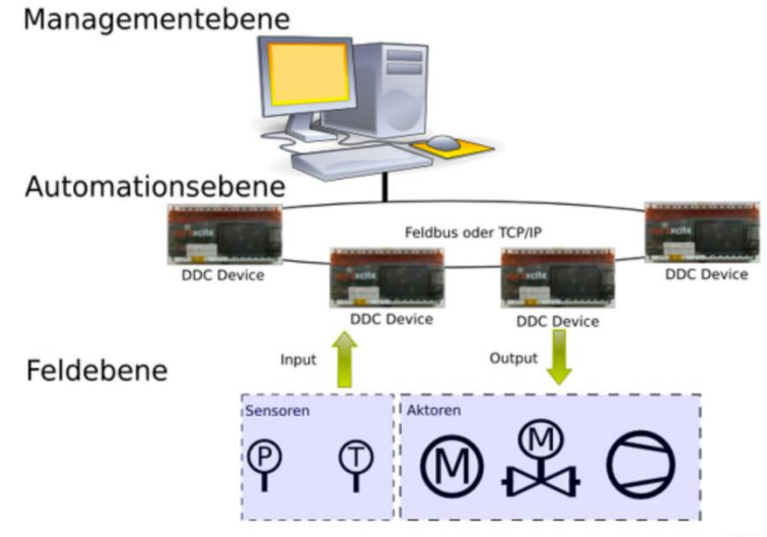 Managementebene
Automationsebene
Feldbus oder TCP/IP
DDC Device
DDC Device
DDC Device
DDC Device
Input
Output
Feldebene
Sensoren
Aktoren
P
T
M
M